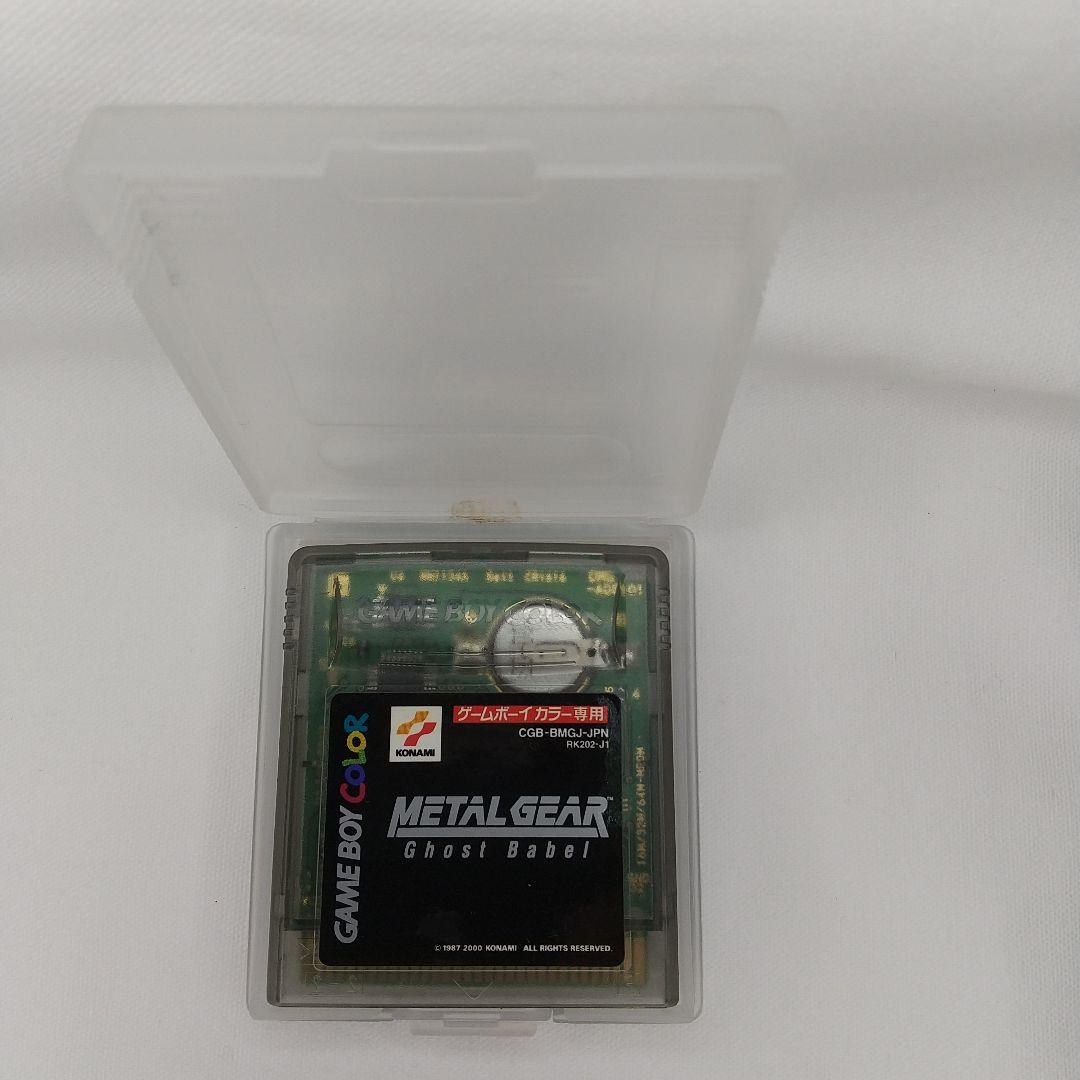 GAME BOY COLOR
GAME BOY COLOR
KONAMI
ゲームボーイカラー専用
CGB-BMGJ-JPN
RK202-J1
METAL GEAR™
Ghost Babel
© 1987 2000 KONAMI ALL RIGHTS RESERVED.